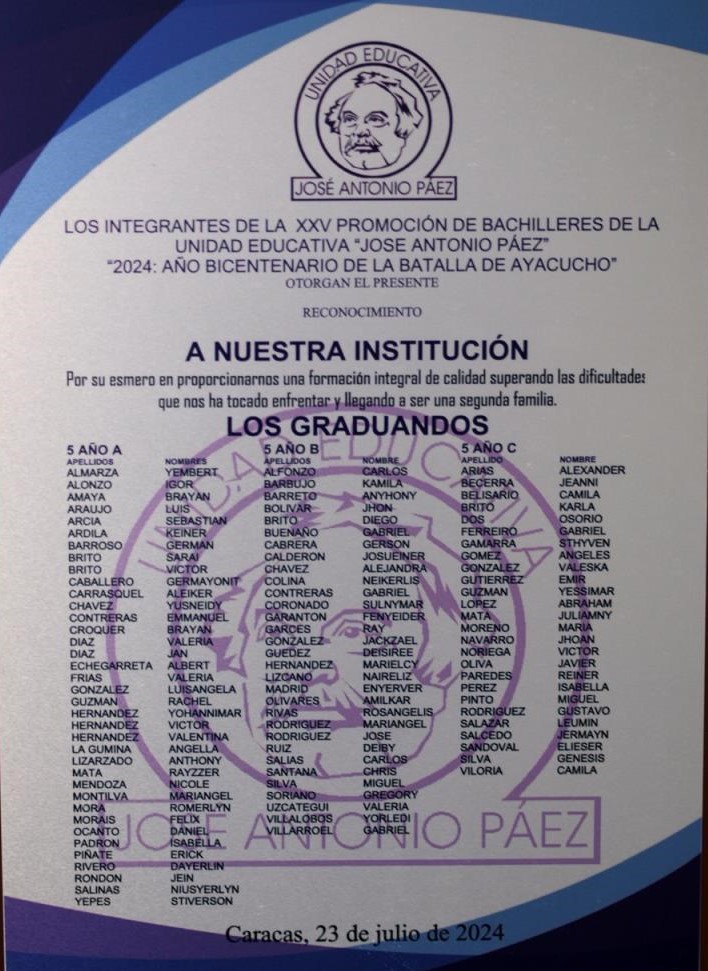 UNIDAD EDUCATIVA
JOSÉ ANTONIO PÁEZ
LOS INTEGRANTES DE LA XXV PROMOCIÓN DE BACHILLERES DE LA
UNIDAD EDUCATIVA "JOSE ANTONIO PÁEZ"
"2024: AÑO BICENTENARIO DE LA BATALLA DE AYACUCHO"
OTORGAN EL PRESENTE
RECONOCIMIENTO
A NUESTRA INSTITUCIÓN
Por su esmero en proporcionarnos una formación integral de calidad superando las dificultades
que nos ha tocado enfrentar y llegando a ser una segunda familia.
LOS GRADUANDOS
5 AÑO A
APELLIDOS NOMBRES
ALMARZA YEMBERT
ALONZO IGOR
AMAYA BRAYAN
ARAUJO LUIS
ARCIA SEBASTIAN
ARDILA KEINER
BARROSO GERMAN
BRITO SARAI
BRITO VICTOR
CABALLERO GERMAYONIT
CARRASQUEL ALEIKER
CHAVEZ YUSNEIDY
CONTRERAS EMMANUEL
CROQUER BRAYAN
DIAZ VALERIA
DIAZ JAN
ECHEGARRETA ALBERT
FRIAS VALERIA
GONZALEZ LUISANGELA
GUZMAN RACHEL
HERNANDEZ YOHANNIMAR
HERNANDEZ VICTOR
HERNANDEZ VALENTINA
LA GUMINA ANGELLA
LIZARZADO ANTHONY
MATA RAYZZER
MENDOZA NICOLE
MONTILVA MARIANGEL
MORA ROMERLYN
MORAIS FELIX
OCANTO DANIEL
PADRON ISABELLA
PIÑATE ERICK
RIVERO DAYERLIN
RONDON JEIN
SALINAS NIUSYERLYN
YEPES STIVERSON
5 AÑO B
APELLIDOS NOMBRE
ALFONZO CARLOS
BARBUJO KAMILA
BARRETO ANYHONY
BOLIVAR JHON
BRITO DIEGO
BUENAÑO GABRIEL
CABRERA GERSON
CALDERON JOSUEINER
CHAVEZ ALEJANDRA
COLINA NEIKERLIS
CONTRERAS GABRIEL
CORONADO SULNYMAR
GARANTON FENYEIDER
GARCES RAY
GONZALEZ JACKZAEL
GUEDEZ DEISIREE
HERNANDEZ MARIELCY
LIZCANO NAIRELIZ
MADRID ENYERVER
OLIVARES AMILKAR
RIVAS ROSANGELIS
RODRIGUEZ MARIANGEL
RODRIGUEZ JOSE
RUIZ DEIBY
SALIAS CARLOS
SANTANA CHRIS
SILVA MIGUEL
SORIANO GREGORY
UZCATEGUI VALERIA
VILLALOBOS YORLEDI
VILLARROEL GABRIEL
5 AÑO C
APELLIDO NOMBRE
ARIAS ALEXANDER
BECERRA JEANNI
BELISARIO CAMILA
BRITO KARLA
DOS OSORIO
FERREIRO GABRIEL
GAMARRA STHYVEN
GOMEZ ANGELES
GONZALEZ VALESKA
GUTIERREZ EMIR
GUZMAN YESSIMAR
LOPEZ ABRAHAM
MATA JULIAMNY
MORENO MARIA
NAVARRO JHOAN
NORIEGA VICTOR
OLIVA JAVIER
PAREDES REINER
PEREZ ISABELLA
PINTO MIGUEL
RODRIGUEZ GUSTAVO
SALAZAR LEUMIN
SALCEDO JERMAYN
SANDOVAL ELIESER
SILVA GENESIS
VILORIA CAMILA
UNIDAD EDUCATIVA
JOSE ANTONIO PÁEZ
Caracas, 23 de julio de 2024